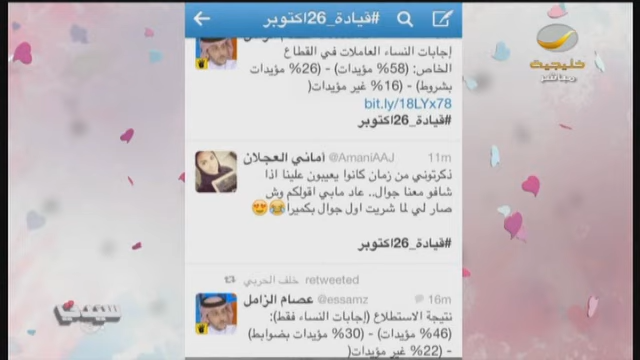 #قيادة_26اكتوبر
إجابات النساء العاملات في القطاع
الخاص: (58% مؤيدات) - (26% مؤيدات
بشروط) - (16% غير مؤيدات(
bit.ly/18LYx78
#قيادة_26اكتوبر
أماني العجلان @AmaniAAJ 11m
ذكرتوني من زمان كانوا يعيبون علينا اذا
شافو معنا جوال.. عاد مابي اقولكم وش
صار لي لما شريت اول جوال بكميرا😂😍
#قيادة_26اكتوبر
خلف الحربي retweeted
عصام الزامل @essamz 16m
نتيجة الاستطلاع (إجابات النساء فقط):
(46% مؤيدات) - (30% مؤيدات بضوابط)
- (22% غير مؤيدات(
خليجية
سيدتي